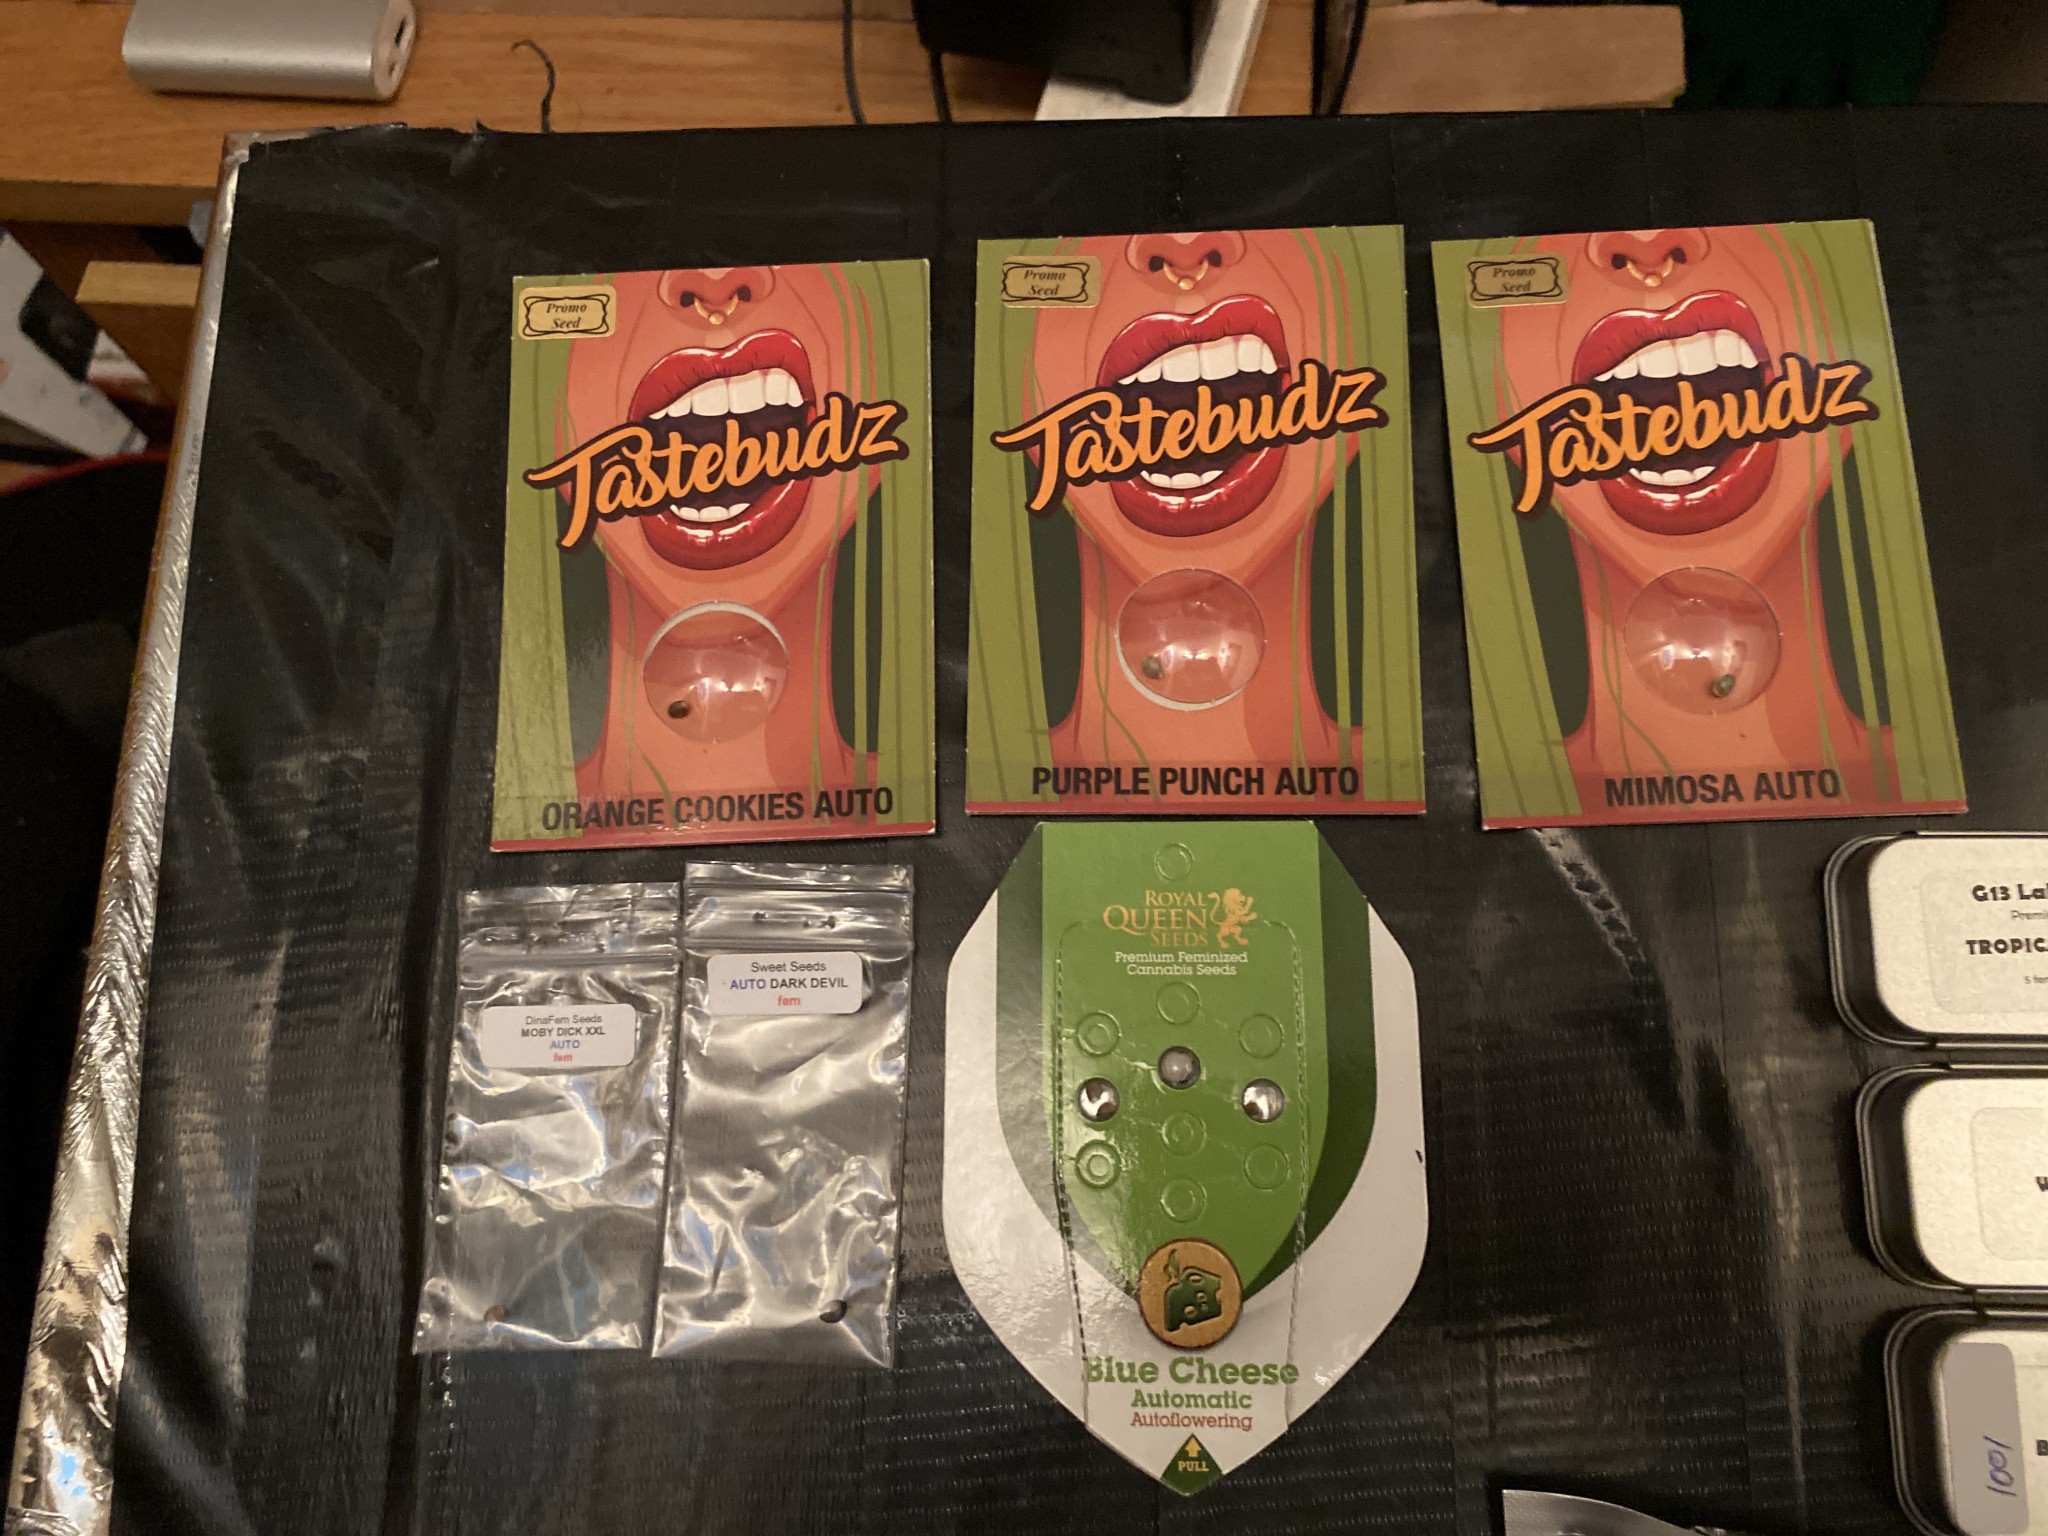 Promo
Seed
Tastebudz
ORANGE COOKIES AUTO
Promo
Seed
Tastebudz
PURPLE PUNCH AUTO
Promo
Seed
Tastebudz
MIMOSA AUTO
DinaFem Seeds
MOBY DICK XXL
AUTO
fem
Sweet Seeds
AUTO DARK DEVIL
fem
ROYAL
QUEEN
SEEDS
Premium Feminized
Cannabis Seeds
Blue Cheese
Automatic
Autoflowering
PULL
G13
1001